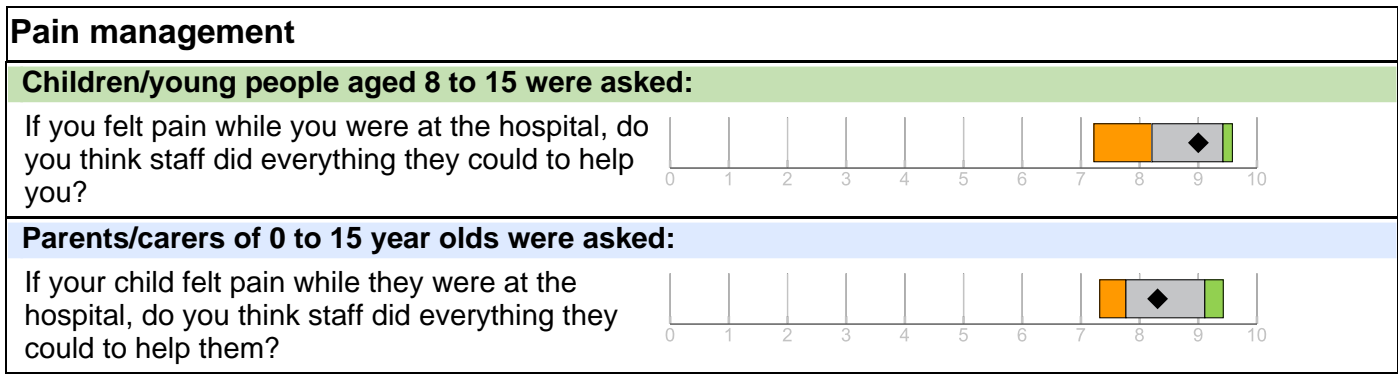 Pain management
Children/young people aged 8 to 15 were asked:
If you felt pain while you were at the hospital, do
you think staff did everything they could to help
you?
0 1 2 3 4 5 6 7 8 9 10
Parents/carers of 0 to 15 year olds were asked:
If your child felt pain while they were at the
hospital, do you think staff did everything they
could to help them?
0 1 2 3 4 5 6 7 8 9 10